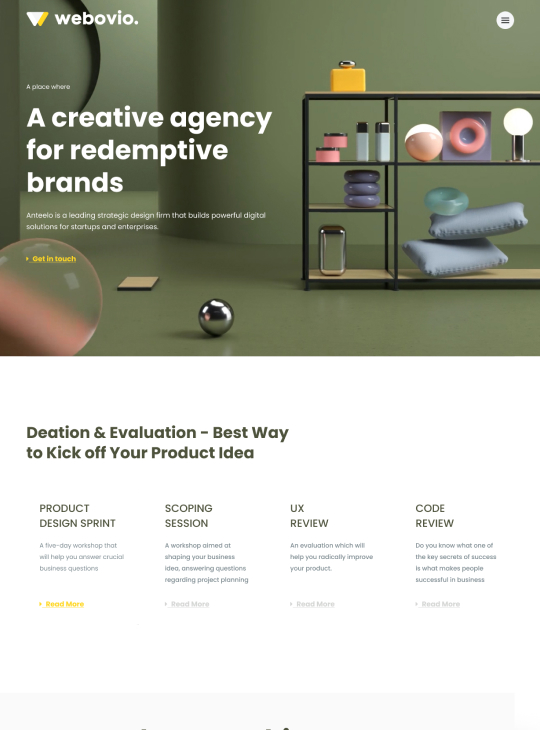 webovio.
A place where
A creative agency
for redemptive
brands
Anteelo is a leading strategic design firm that builds powerful digital
solutions for startups and enterprises.
Get in touch
Deation & Evaluation - Best Way
to Kick off Your Product Idea
PRODUCT
DESIGN SPRINT
A five-day workshop that
will help you answer crucial
business questions
Read More
SCOPING
SESSION
A workshop aimed at
shaping your business
idea, answering questions
regarding project planning
Read More
UX
REVIEW
An evaluation which will
help you radically improve
your product.
Read More
CODE
REVIEW
Do you know what one of
the key secrets of success
is what makes people
successful in business
Read More